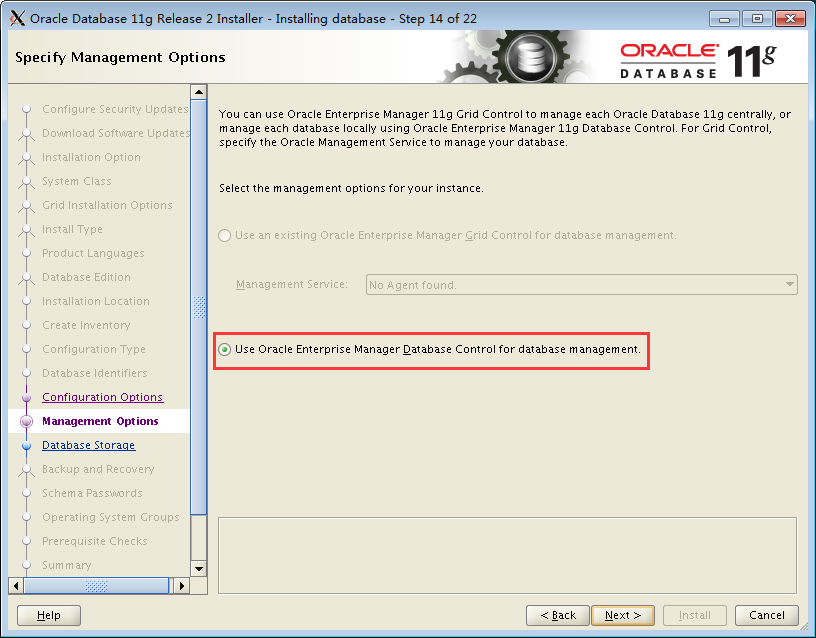 Oracle Database 11g Release 2 Installer - Installing database - Step 14 of 22
Specify Management Options
ORACLE
DATABASE
11g
Configure Security Updates
Download Software Updates
Installation Option
System Class
Grid Installation Options
Install Type
Product Languages
Database Edition
Installation Location
Create Inventory
Configuration Type
Database Identifiers
Configuration Options
Management Options
Database Storage
Backup and Recovery
Schema Passwords
Operating System Groups
Prerequisite Checks
Summary
You can use Oracle Enterprise Manager 11g Grid Control to manage each Oracle Database 11g centrally, or
manage each database locally using Oracle Enterprise Manager 11g Database Control. For Grid Control,
specify the Oracle Management Service to manage your database.
Select the management options for your instance.
Use an existing Oracle Enterprise Manager Grid Control for database management.
Management Service: No Agent found.
Use Oracle Enterprise Manager Database Control for database management.
Help
< Back
Next >
Install
Cancel